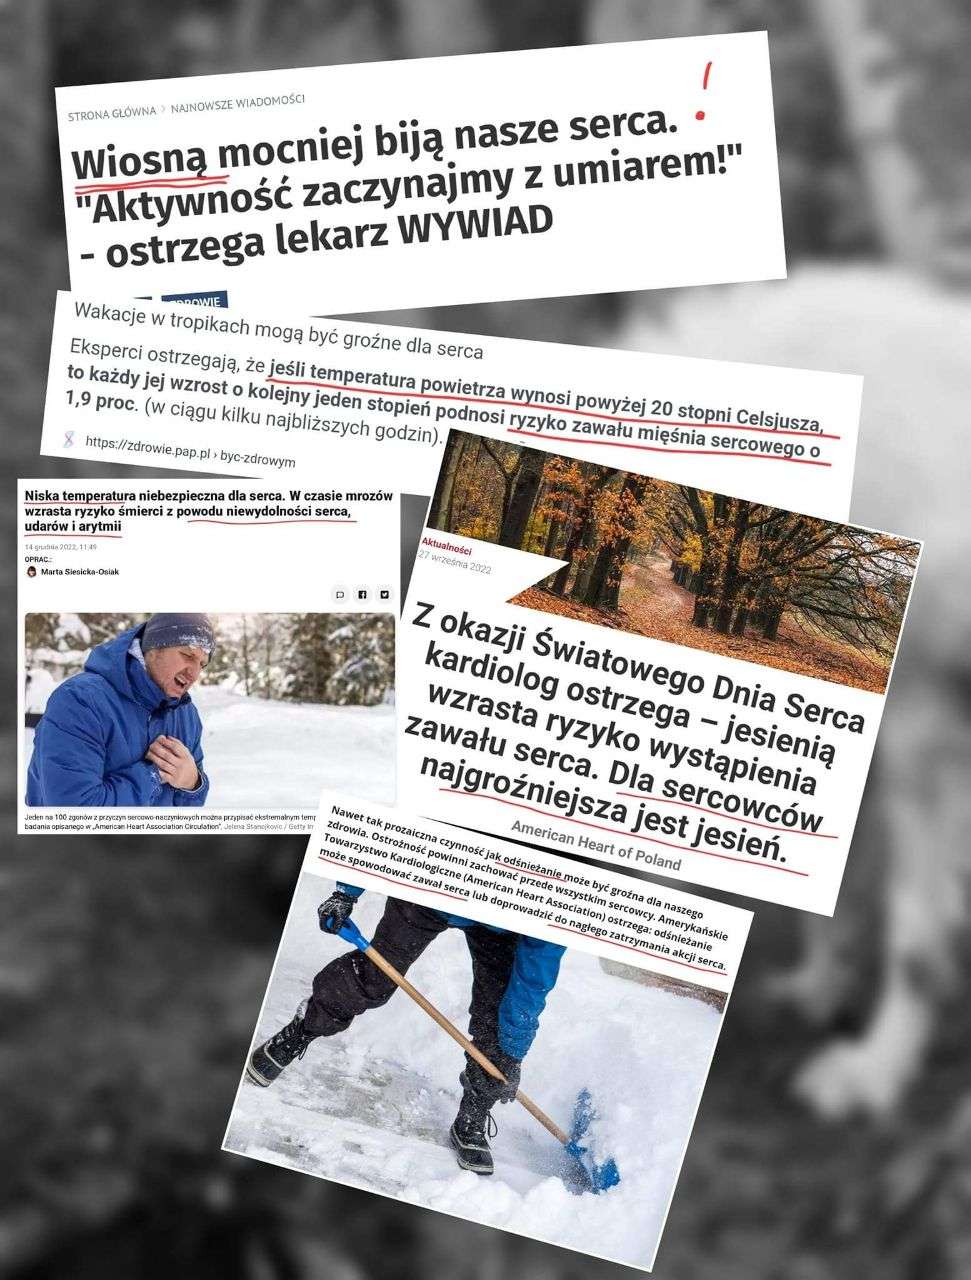 STRONA GŁÓWNA > NAJNOWSZE WIADOMOŚCI
Wiosną mocniej biją nasze serca.
"Aktywność zaczynajmy z umiarem!"
- ostrzega lekarz WYWIAD
ZDROWIE
Wakacje w tropikach mogą być groźne dla serca
Eksperci ostrzegają, że jeśli temperatura powietrza wynosi powyżej 20 stopni Celsjusza,
to każdy jej wzrost o kolejny jeden stopień podnosi ryzyko zawału mięśnia sercowego o
1,9 proc. (w ciągu kilku najbliższych godzin).
https://zdrowie.pap.pl › byc-zdrowym
Niska temperatura niebezpieczna dla serca. W czasie mrozów
wzrasta ryzyko śmierci z powodu niewydolności serca,
udarów i arytmii
14 grudnia 2022, 11:49
OPRAC.:
Marta Siesicka-Osiak
Jeden na 100 zgonów z przyczyn sercowo-naczyniowych można przypisać ekstremalnym temp
badania opisanego w „American Heart Association Circulation". Jelena Stanojkovic / Getty Im
Aktualności
27 września 2022
Z okazji Światowego Dnia Serca
kardiolog ostrzega – jesienią
wzrasta ryzyko wystąpienia
zawału serca. Dla sercowców
najgroźniejsza jest jesień.
American Heart of Poland
Nawet tak prozaiczna czynność jak odśnieżanie może być groźna dla naszego
zdrowia. Ostrożność powinni zachować przede wszystkim sercowcy. Amerykańskie
Towarzystwo Kardiologiczne (American Heart Association) ostrzega: odśnieżanie
może spowodować zawał serca lub doprowadzić do nagłego zatrzymania akcji serca.